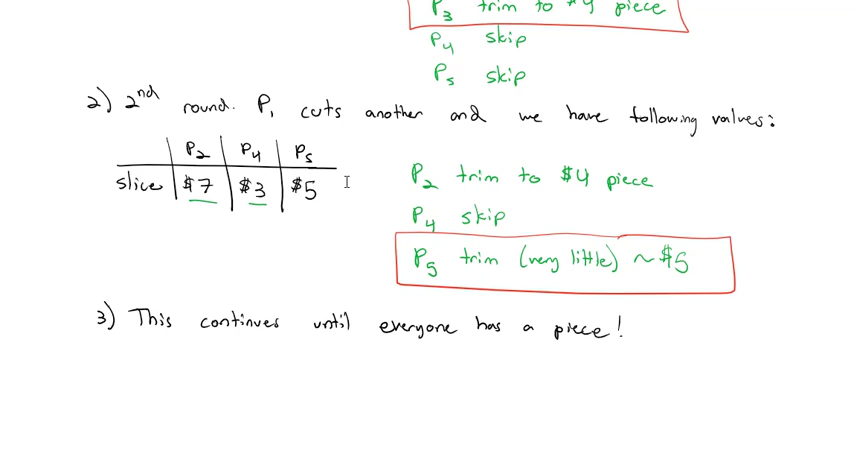 P3 trim to $4 piece
P4 skip
P5 skip
2) 2nd round. P1 cuts another and we have following values:
P2 P4 P5
slice $7 $3 $5
P2 trim to $4 piece
P4 skip
P5 trim (very little) ~$5
3) This continues until everyone has a piece!